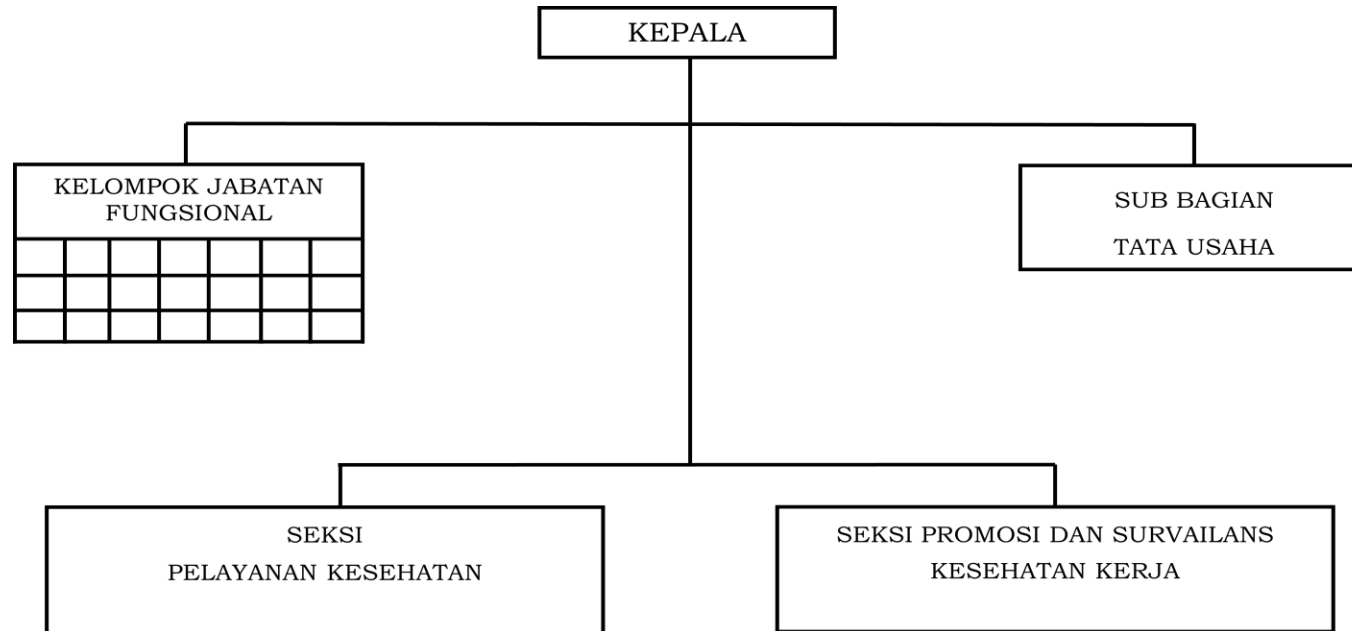 KEPALA
KELOMPOK JABATAN
FUNGSIONAL
SUB BAGIAN
TATA USAHA
SEKSI
PELAYANAN KESEHATAN
SEKSI PROMOSI DAN SURVAILANS
KESEHATAN KERJA